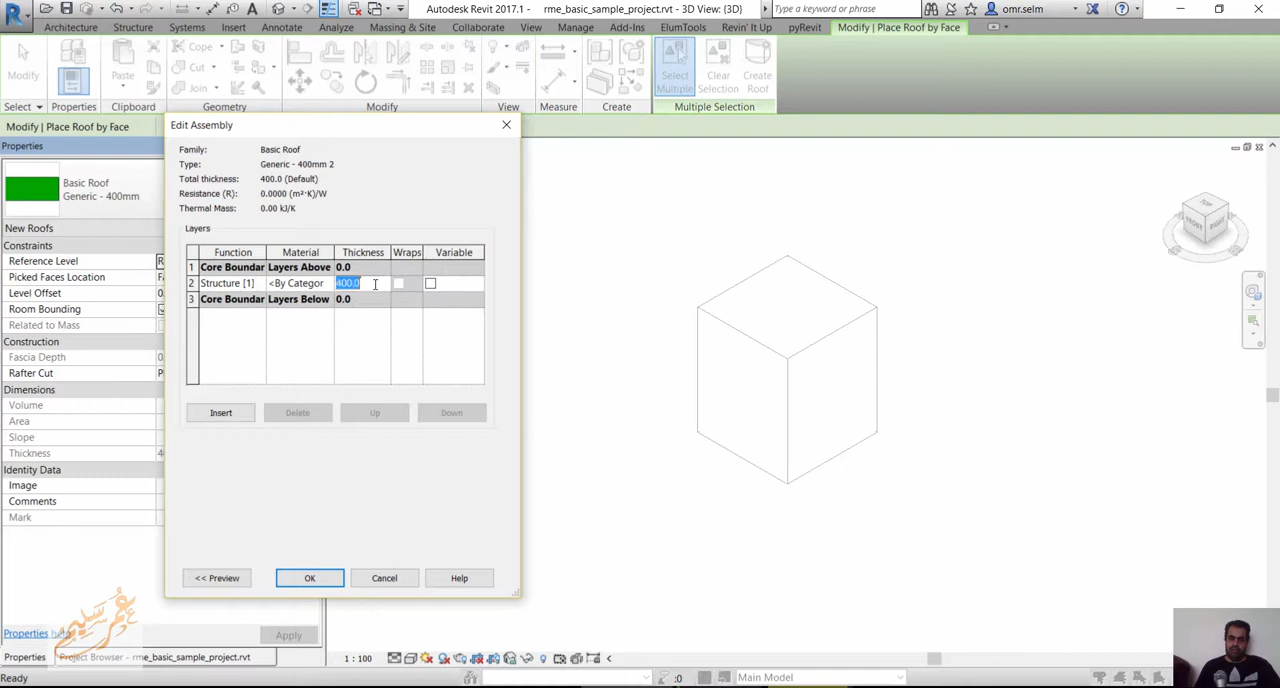 Autodesk Revit 2017.1 - rme_basic_sample_project.rvt - 3D View: {3D}
Type a keyword or phrase
omr.selm
Architecture Structure Systems Insert Annotate Analyze Massing & Site Collaborate View Manage Add-Ins ElumTools Revin' It Up pyRevit Modify | Place Roof by Face
Cope
Cut
Join
Modify Paste Select Multiple Clear Selection Create Roof
Select Properties Clipboard Geometry Modify View Measure Create Multiple Selection
Modify | Place Roof by Face
Properties
Basic Roof
Generic - 400mm
New Roofs
Constraints
Reference Level
Picked Faces Location
Level Offset
Room Bounding
Related to Mass
Construction
Fascia Depth
Rafter Cut
Dimensions
Volume
Area
Slope
Thickness
Identity Data
Image
Comments
Mark
Properties help
Apply
Properties Project Browser - rme_basic_sample_project.rvt
Edit Assembly
Family: Basic Roof
Type: Generic - 400mm 2
Total thickness: 400.0 (Default)
Resistance (R): 0.0000 (m²·K)/W
Thermal Mass: 0.00 kJ/K
Layers
Function Material Thickness Wraps Variable
1 Core Boundar Layers Above 0.0
2 Structure [1] <By Categor 400.0
3 Core Boundar Layers Below 0.0
Insert Delete Up Down
<< Preview OK Cancel Help
TOP
FRONT
RIGHT
عمر سليم
1 : 100
Ready
:0
Main Model